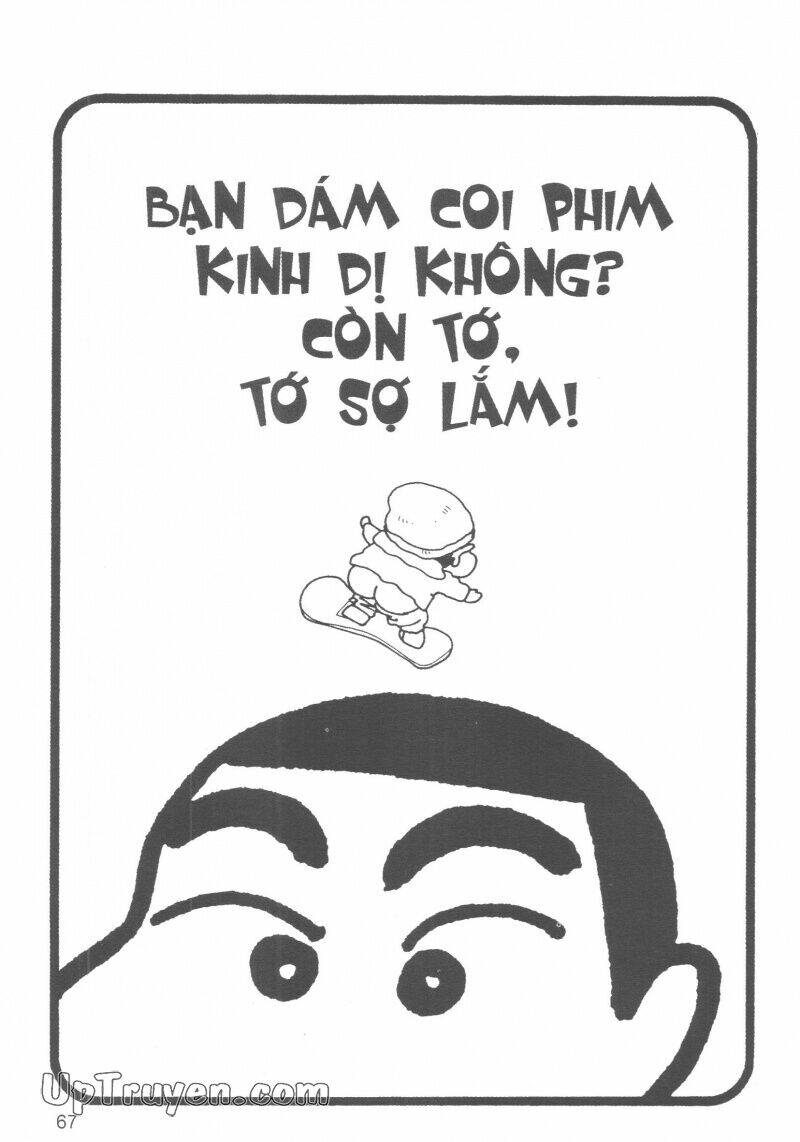 BẠN DÁM COI PHIM
KINH DỊ KHÔNG?
CÒN TỚ,
TỚ SỢ LẮM!
UpTruyen.com
67